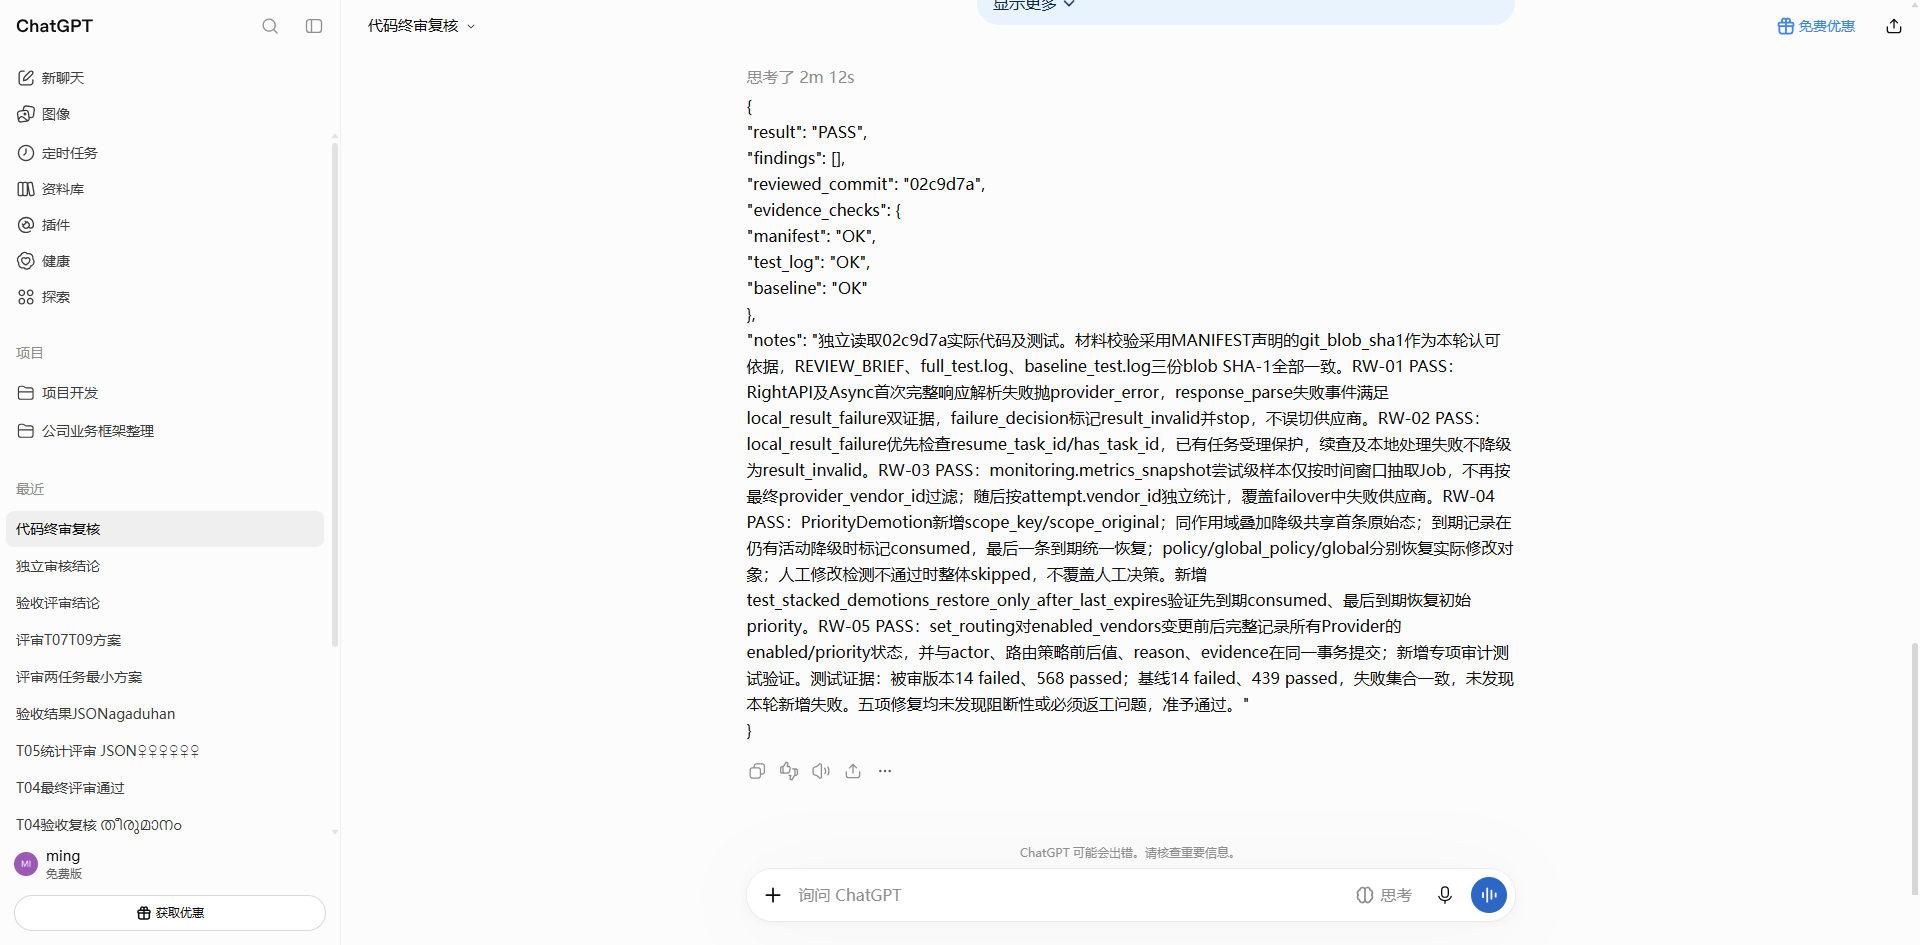 ChatGPT
新聊天
图像
定时任务
资料库
插件
健康
探索
项目
项目开发
公司业务框架整理
最近
代码终审复核
独立审核结论
验收评审结论
评审T07T09方案
评审两任务最小方案
验收结果JSONagaduhan
T05统计评审 JSON♀♀♀♀♀♀
T04最终评审通过
T04验收复核 തീരുമാനം
MI
ming
免费版
获取优惠
代码终审复核
免费优惠
显示更多
思考了 2m 12s
{
"result": "PASS",
"findings": [],
"reviewed_commit": "02c9d7a",
"evidence_checks": {
"manifest": "OK",
"test_log": "OK",
"baseline": "OK"
},
"notes": "独立读取02c9d7a实际代码及测试。材料校验采用MANIFEST声明的git_blob_sha1作为本轮认可
依据，REVIEW_BRIEF、full_test.log、baseline_test.log三份blob SHA-1全部一致。RW-01 PASS：
RightAPI及Async首次完整响应解析失败抛provider_error，response_parse失败事件满足
local_result_failure双证据，failure_decision标记result_invalid并stop，不误切供应商。RW-02 PASS：
local_result_failure优先检查resume_task_id/has_task_id，已有任务受理保护，续查及本地处理失败不降级
为result_invalid。RW-03 PASS：monitoring.metrics_snapshot尝试级样本仅按时间窗口抽取Job，不再按
最终provider_vendor_id过滤；随后按attempt.vendor_id独立统计，覆盖failover中失败供应商。RW-04
PASS：PriorityDemotion新增scope_key/scope_original；同作用域叠加降级共享首条原始态；到期记录在
仍有活动降级时标记consumed，最后一条到期统一恢复；policy/global_policy/global分别恢复实际修改对
象；人工修改检测不通过时整体skipped，不覆盖人工决策。新增
test_stacked_demotions_restore_only_after_last_expires验证先到期consumed、最后到期恢复初始
priority。RW-05 PASS：set_routing对enabled_vendors变更前后完整记录所有Provider的
enabled/priority状态，并与actor、路由策略前后值、reason、evidence在同一事务提交；新增专项审计测
试验证。测试证据：被审版本14 failed、568 passed；基线14 failed、439 passed，失败集合一致，未发现
本轮新增失败。五项修复均未发现阻断性或必须返工问题，准予通过。"
}
ChatGPT 可能会出错。请核查重要信息。
询问 ChatGPT
思考